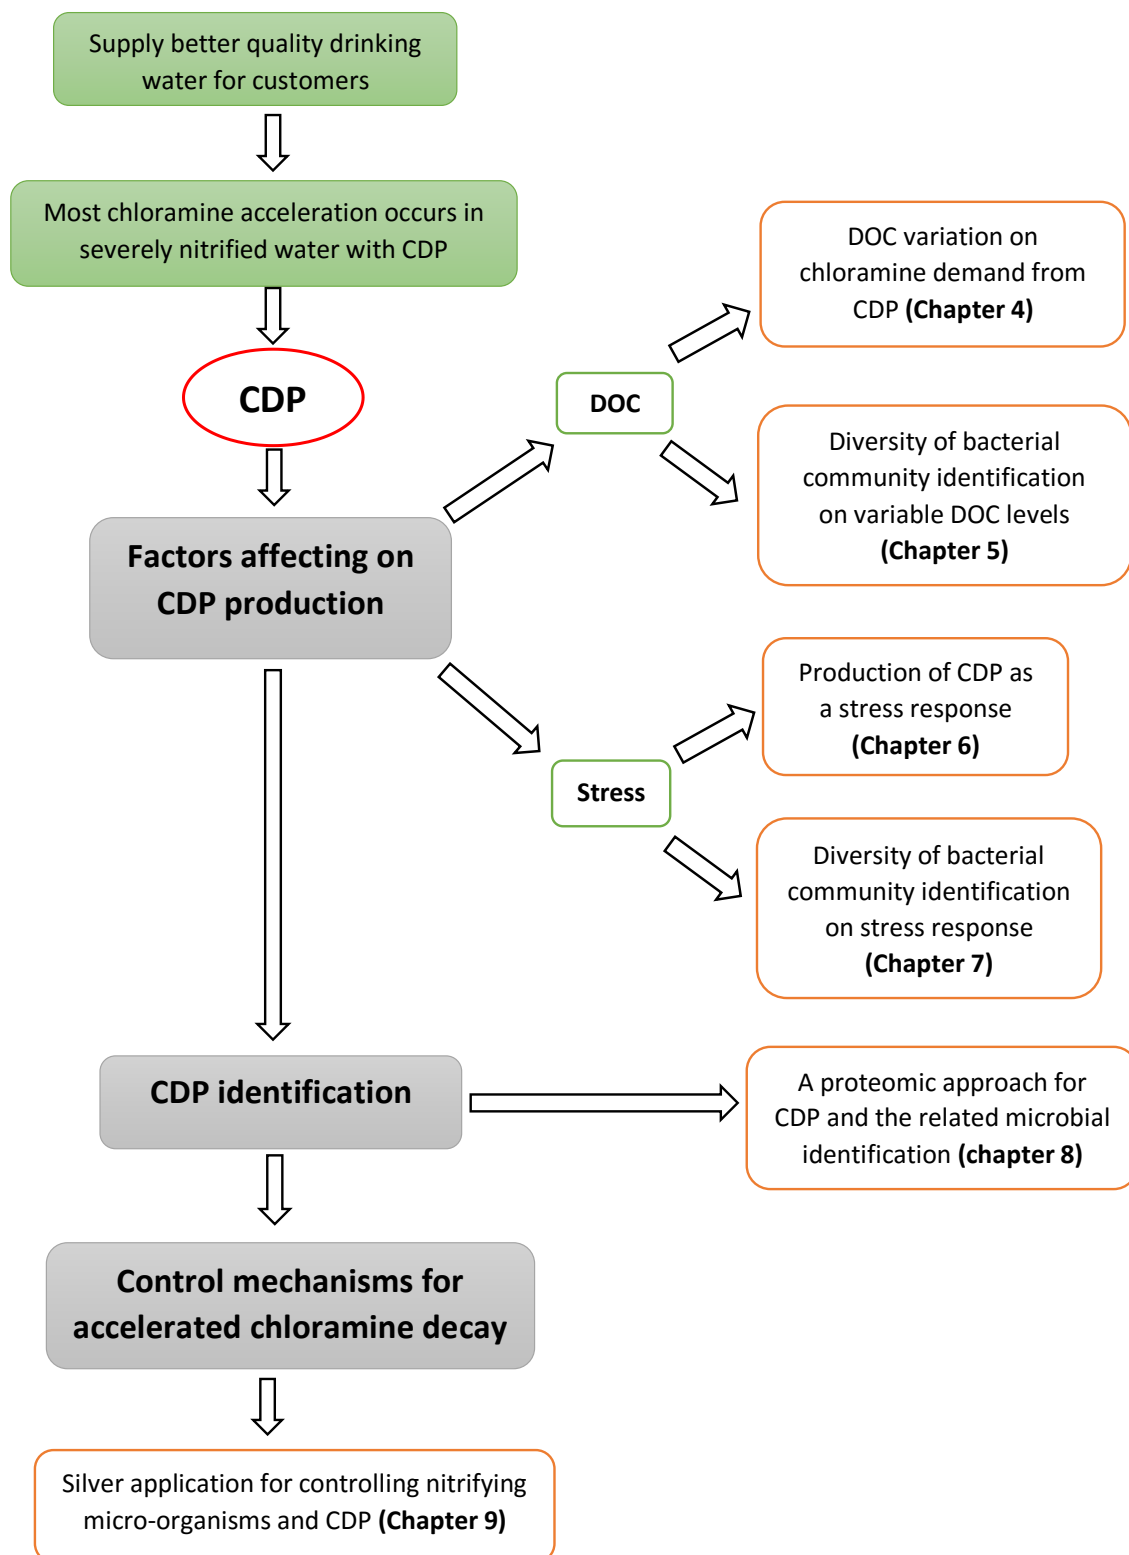 Supply better quality drinking
water for customers
Most chloramine acceleration occurs in
severely nitrified water with CDP
CDP
Factors affecting on
CDP production
DOC
DOC variation on
chloramine demand from
CDP (Chapter 4)
Diversity of bacterial
community identification
on variable DOC levels
(Chapter 5)
Stress
Production of CDP as
a stress response
(Chapter 6)
Diversity of bacterial
community identification
on stress response
(Chapter 7)
CDP identification
A proteomic approach for
CDP and the related microbial
identification (chapter 8)
Control mechanisms for
accelerated chloramine decay
Silver application for controlling nitrifying
micro-organisms and CDP (Chapter 9)